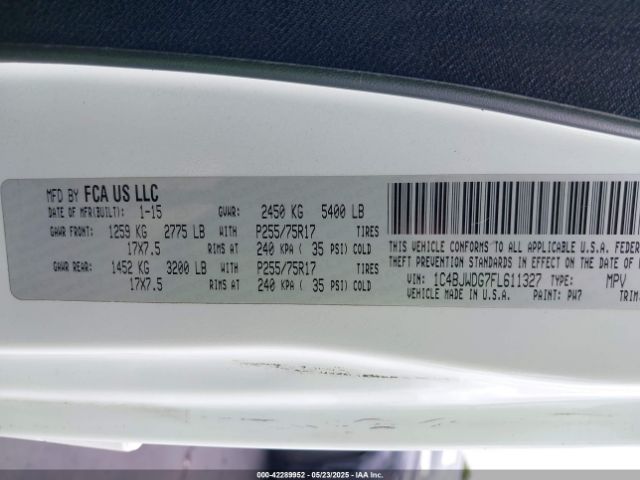 MFD BY FCA US LLC
DATE OF MFR(BUILT): 1-15 GVWR: 2450 KG 5400 LB
GAWR FRONT: 1259 KG 2775 LB WITH P255/75R17 TIRES
17X7.5 RIMS AT 240 KPA ( 35 PSI) COLD
GAWR REAR: 1452 KG 3200 LB WITH P255/75R17 TIRES
17X7.5 RIMS AT 240 KPA ( 35 PSI) COLD
THIS VEHICLE CONFORMS TO ALL APPLICABLE U.S.A. FEDER
THEFT PREVENTION STANDARDS IN EFFECT ON THE DATE OF
VIN: 1C4BJWDG7FL611327 TYPE: MPV
VEHICLE MADE IN U.S.A. PAINT: PW7 TRIM
000-42289952 05/23/2025 IAAI.COM